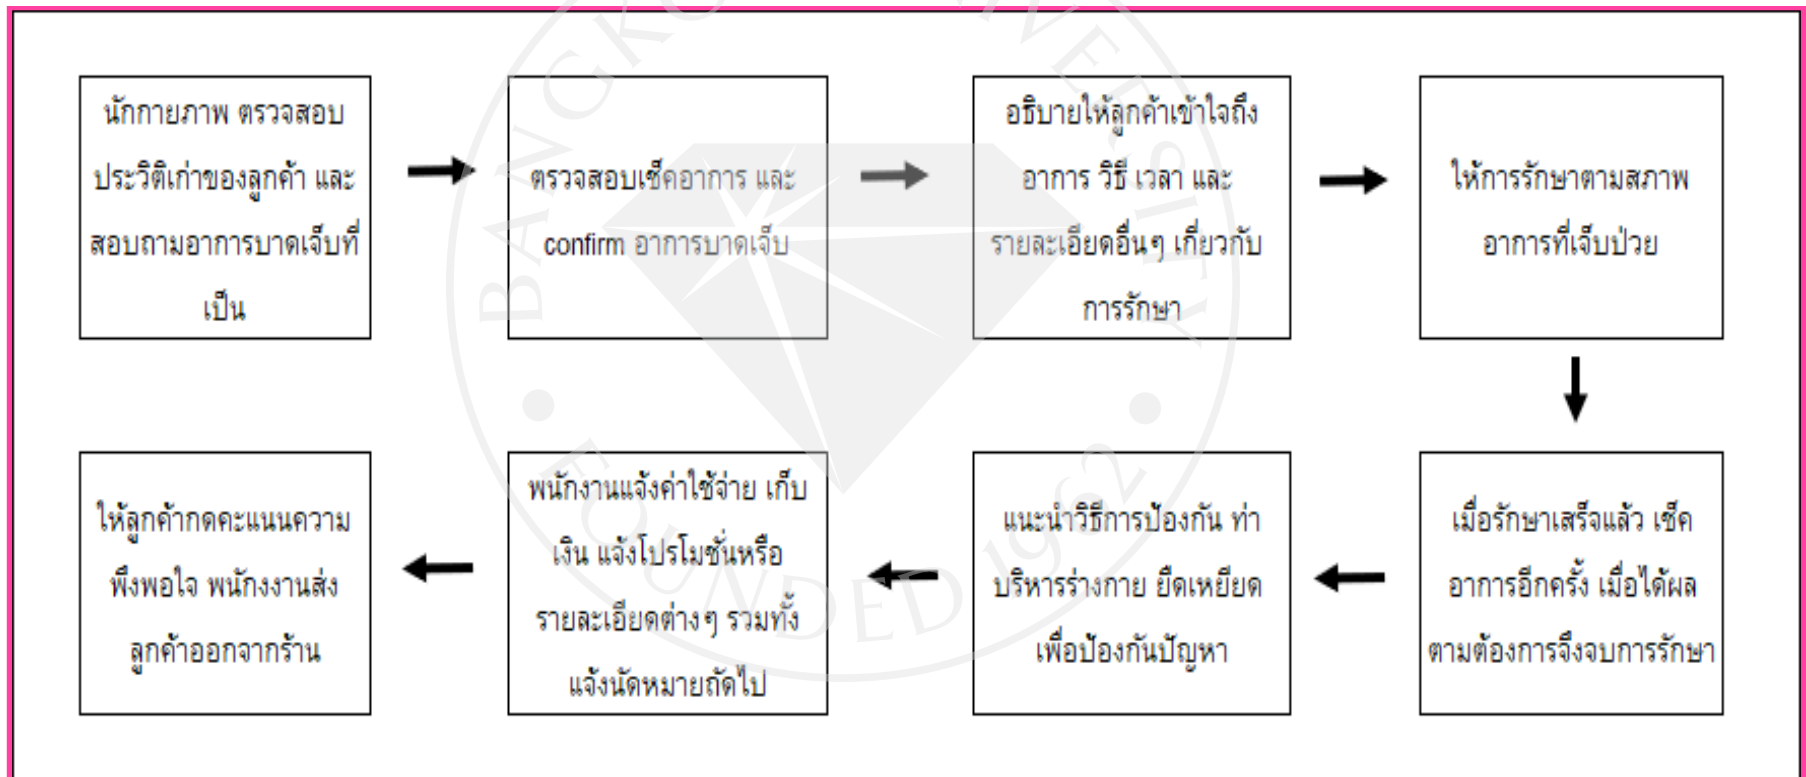 นักกายภาพ ตรวจสอบ
ประวิติเก่าของลูกค้า และ
สอบถามอาการบาดเจ็บที่
เป็น
ตรวจสอบเช็คอาการ และ
confirm อาการบาดเจ็บ
อธิบายให้ลูกค้าเข้าใจถึง
อาการ วิธี เวลา และ
รายละเอียดอื่นๆ เกี่ยวกับ
การรักษา
ให้การรักษาตามสภาพ
อาการที่เจ็บป่วย
เมื่อรักษาเสร็จแล้ว เช็ค
อาการอีกครั้ง เมื่อได้ผล
ตามต้องการจึงจบการรักษา
แนะนำวิธีการป้องกัน ท่า
บริหารร่างกาย ยืดเหยียด
เพื่อป้องกันปัญหา
พนักงานแจ้งค่าใช้จ่าย เก็บ
เงิน แจ้งโปรโมชั่นหรือ
รายละเอียดต่างๆ รวมทั้ง
แจ้งนัดหมายถัดไป
ให้ลูกค้ากดคะแนนความ
พึงพอใจ พนักงงานส่ง
ลูกค้าออกจากร้าน
FOUNDED 1962